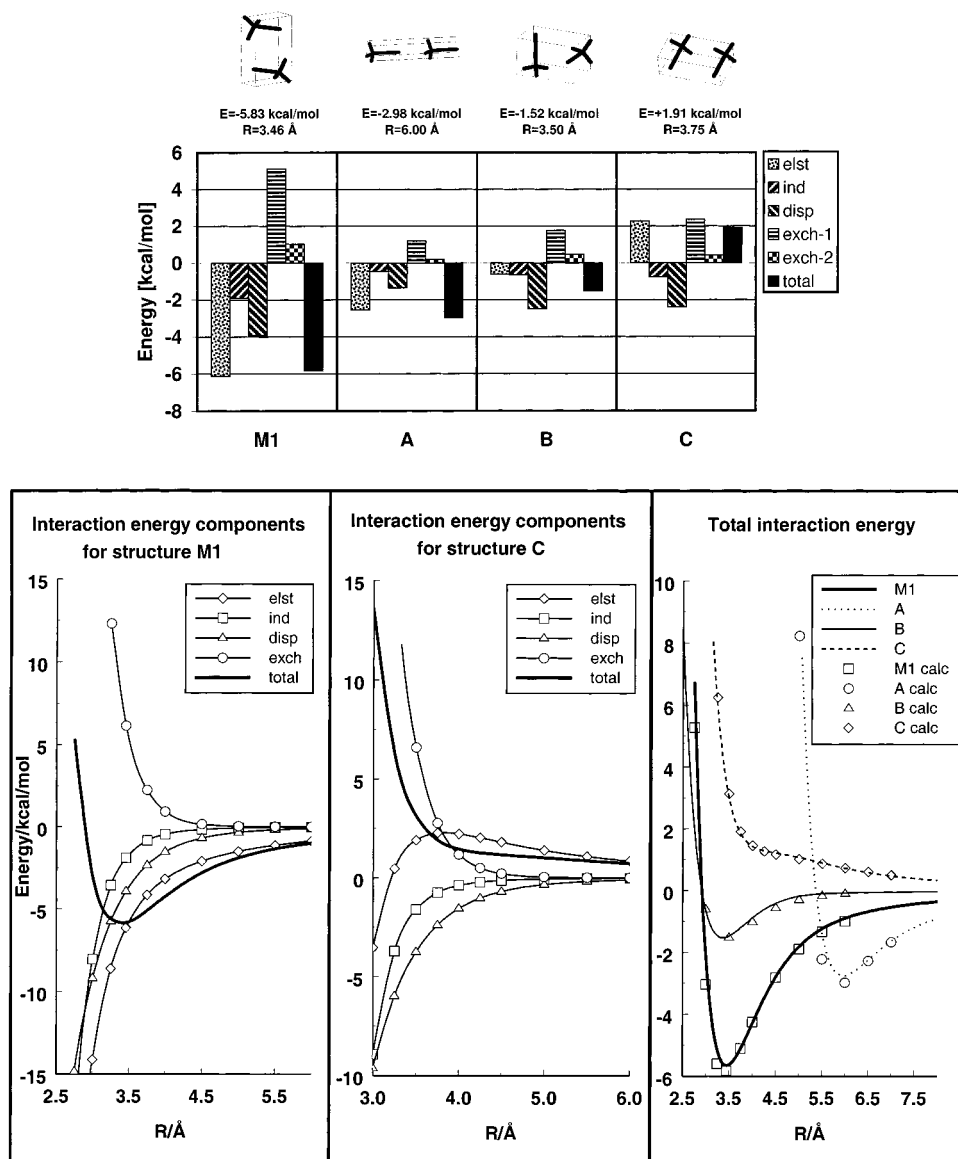 E=-5.83 kcal/mol
R=3.46 Å
E=-2.98 kcal/mol
R=6.00 Å
E=-1.52 kcal/mol
R=3.50 Å
E=+1.91 kcal/mol
R=3.75 Å
Energy [kcal/mol]
6
4
2
0
-2
-4
-6
-8
M1
A
B
C
elst
ind
disp
exch-1
exch-2
total
Interaction energy components
for structure M1
15
10
5
0
-5
-10
-15
Energy/kcal/mol
elst
ind
disp
exch
total
2.5
3.5
4.5
5.5
R/Å
Interaction energy components
for structure C
15
10
5
0
-5
-10
elst
ind
disp
exch
total
3.0
4.0
5.0
6.0
R/Å
Total interaction energy
10
8
6
4
2
0
-2
-4
-6
M1
A
B
C
M1 calc
A calc
B calc
C calc
2.5
3.5
4.5
5.5
6.5
7.5
R/Å